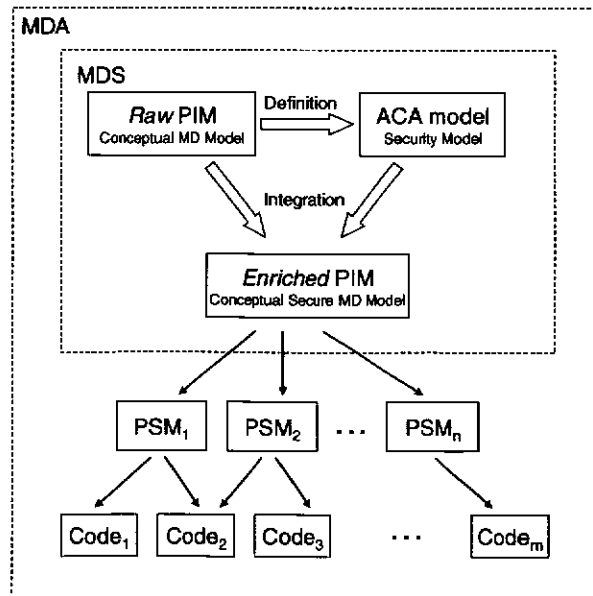 MDA
MDS
Raw PIM
Conceptual MD Model
Definition
ACA model
Security Model
Integration
Enriched PIM
Conceptual Secure MD Model
PSM₁
PSM₂
...
PSMₙ
Code₁
Code₂
Code₃
...
Codeₘ